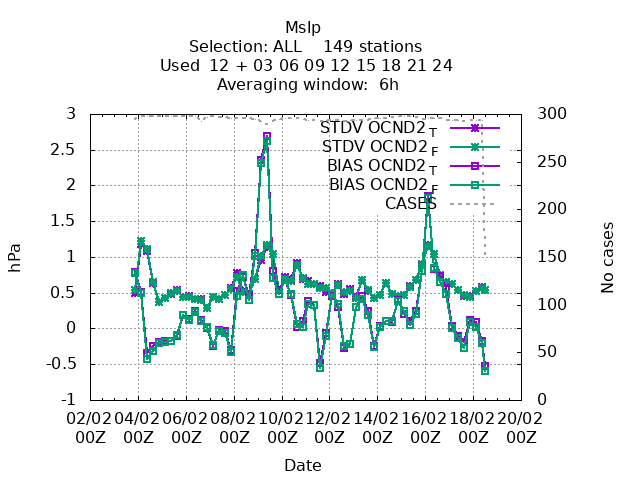 Mslp
Selection: ALL    149 stations
Used  12 + 03 06 09 12 15 18 21 24
Averaging window:  6h
STDV OCND2_T
STDV OCND2_F
BIAS OCND2_T
BIAS OCND2_F
CASES
hPa
3
2.5
2
1.5
1
0.5
0
-0.5
-1
No cases
300
250
200
150
100
50
0
02/02 04/02 06/02 08/02 10/02 12/02 14/02 16/02 18/02 20/02
00Z 00Z 00Z 00Z 00Z 00Z 00Z 00Z 00Z 00Z
Date